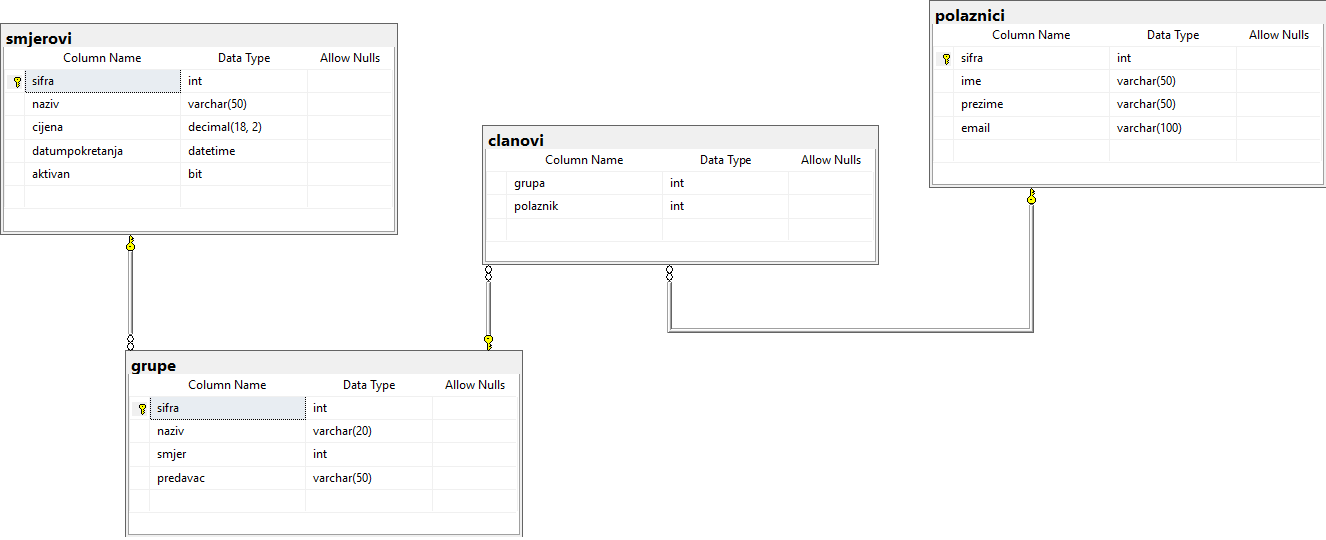 smjerovi
Column Name Data Type Allow Nulls
sifra int
naziv varchar(50)
cijena decimal(18, 2)
datumpokretanja datetime
aktivan bit
clanovi
Column Name Data Type Allow Nulls
grupa int
polaznik int
polaznici
Column Name Data Type Allow Nulls
sifra int
ime varchar(50)
prezime varchar(50)
email varchar(100)
grupe
Column Name Data Type Allow Nulls
sifra int
naziv varchar(20)
smjer int
predavac varchar(50)